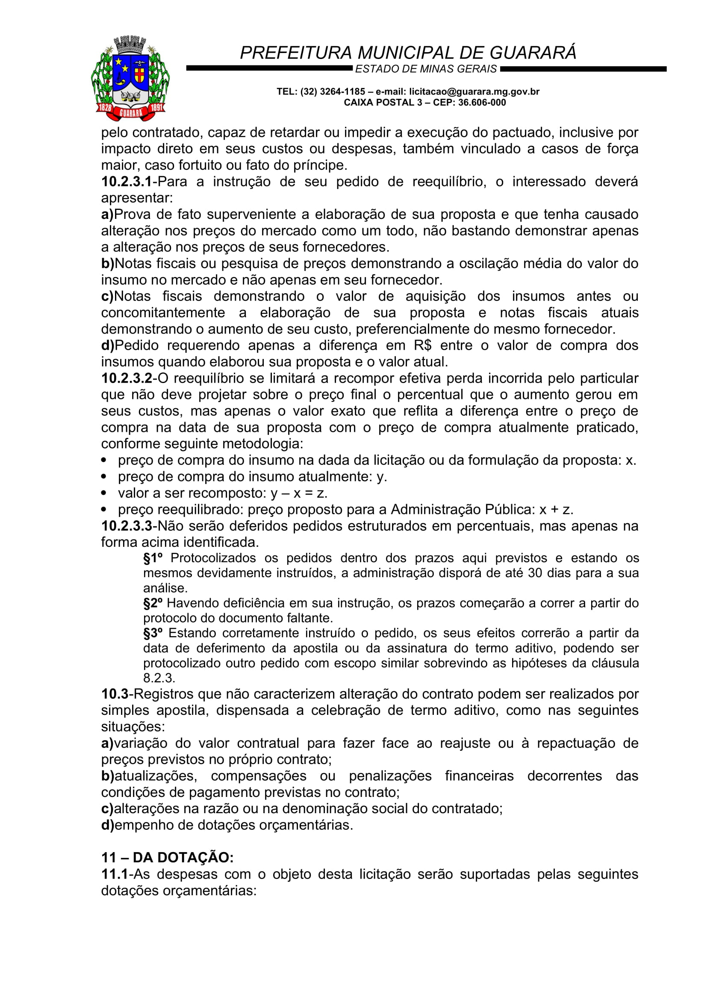 PREFEITURA MUNICIPAL DE GUARARÁ
ESTADO DE MINAS GERAIS
TEL: (32) 3264-1185 – e-mail: licitacao@guarara.mg.gov.br
CAIXA POSTAL 3 – CEP: 36.606-000
1828 GUARARÁ 1891
pelo contratado, capaz de retardar ou impedir a execução do pactuado, inclusive por
impacto direto em seus custos ou despesas, também vinculado a casos de força
maior, caso fortuito ou fato do príncipe.
10.2.3.1-Para a instrução de seu pedido de reequilíbrio, o interessado deverá
apresentar:
a)Prova de fato superveniente a elaboração de sua proposta e que tenha causado
alteração nos preços do mercado como um todo, não bastando demonstrar apenas
a alteração nos preços de seus fornecedores.
b)Notas fiscais ou pesquisa de preços demonstrando a oscilação média do valor do
insumo no mercado e não apenas em seu fornecedor.
c)Notas fiscais demonstrando o valor de aquisição dos insumos antes ou
concomitantemente a elaboração de sua proposta e notas fiscais atuais
demonstrando o aumento de seu custo, preferencialmente do mesmo fornecedor.
d)Pedido requerendo apenas a diferença em R$ entre o valor de compra dos
insumos quando elaborou sua proposta e o valor atual.
10.2.3.2-O reequilíbrio se limitará a recompor efetiva perda incorrida pelo particular
que não deve projetar sobre o preço final o percentual que o aumento gerou em
seus custos, mas apenas o valor exato que reflita a diferença entre o preço de
compra na data de sua proposta com o preço de compra atualmente praticado,
conforme seguinte metodologia:
• preço de compra do insumo na dada da licitação ou da formulação da proposta: x.
• preço de compra do insumo atualmente: y.
• valor a ser recomposto: y – x = z.
• preço reequilibrado: preço proposto para a Administração Pública: x + z.
10.2.3.3-Não serão deferidos pedidos estruturados em percentuais, mas apenas na
forma acima identificada.
§1º Protocolizados os pedidos dentro dos prazos aqui previstos e estando os
mesmos devidamente instruídos, a administração disporá de até 30 dias para a sua
análise.
§2º Havendo deficiência em sua instrução, os prazos começarão a correr a partir do
protocolo do documento faltante.
§3º Estando corretamente instruído o pedido, os seus efeitos correrão a partir da
data de deferimento da apostila ou da assinatura do termo aditivo, podendo ser
protocolizado outro pedido com escopo similar sobrevindo as hipóteses da cláusula
8.2.3.
10.3-Registros que não caracterizem alteração do contrato podem ser realizados por
simples apostila, dispensada a celebração de termo aditivo, como nas seguintes
situações:
a)variação do valor contratual para fazer face ao reajuste ou à repactuação de
preços previstos no próprio contrato;
b)atualizações, compensações ou penalizações financeiras decorrentes das
condições de pagamento previstas no contrato;
c)alterações na razão ou na denominação social do contratado;
d)empenho de dotações orçamentárias.
11 – DA DOTAÇÃO:
11.1-As despesas com o objeto desta licitação serão suportadas pelas seguintes
dotações orçamentárias: